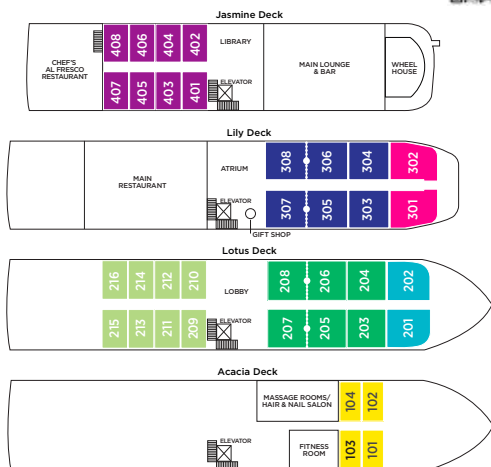 Jasmine Deck
408 406 404 402
LIBRARY
CHEF'S
AL FRESCO
RESTAURANT
MAIN LOUNGE
& BAR
WHEEL
HOUSE
ELEVATOR
407 405 403 401
Lily Deck
308 306 304 302
MAIN
RESTAURANT
ATRIUM
ELEVATOR
307 305 303 301
GIFT SHOP
Lotus Deck
216 214 212 210
208 206 204 202
LOBBY
ELEVATOR
215 213 211 209
207 205 203 201
Acacia Deck
MASSAGE ROOMS/
HAIR & NAIL SALON
104 102
ELEVATOR
FITNESS
ROOM
103 101